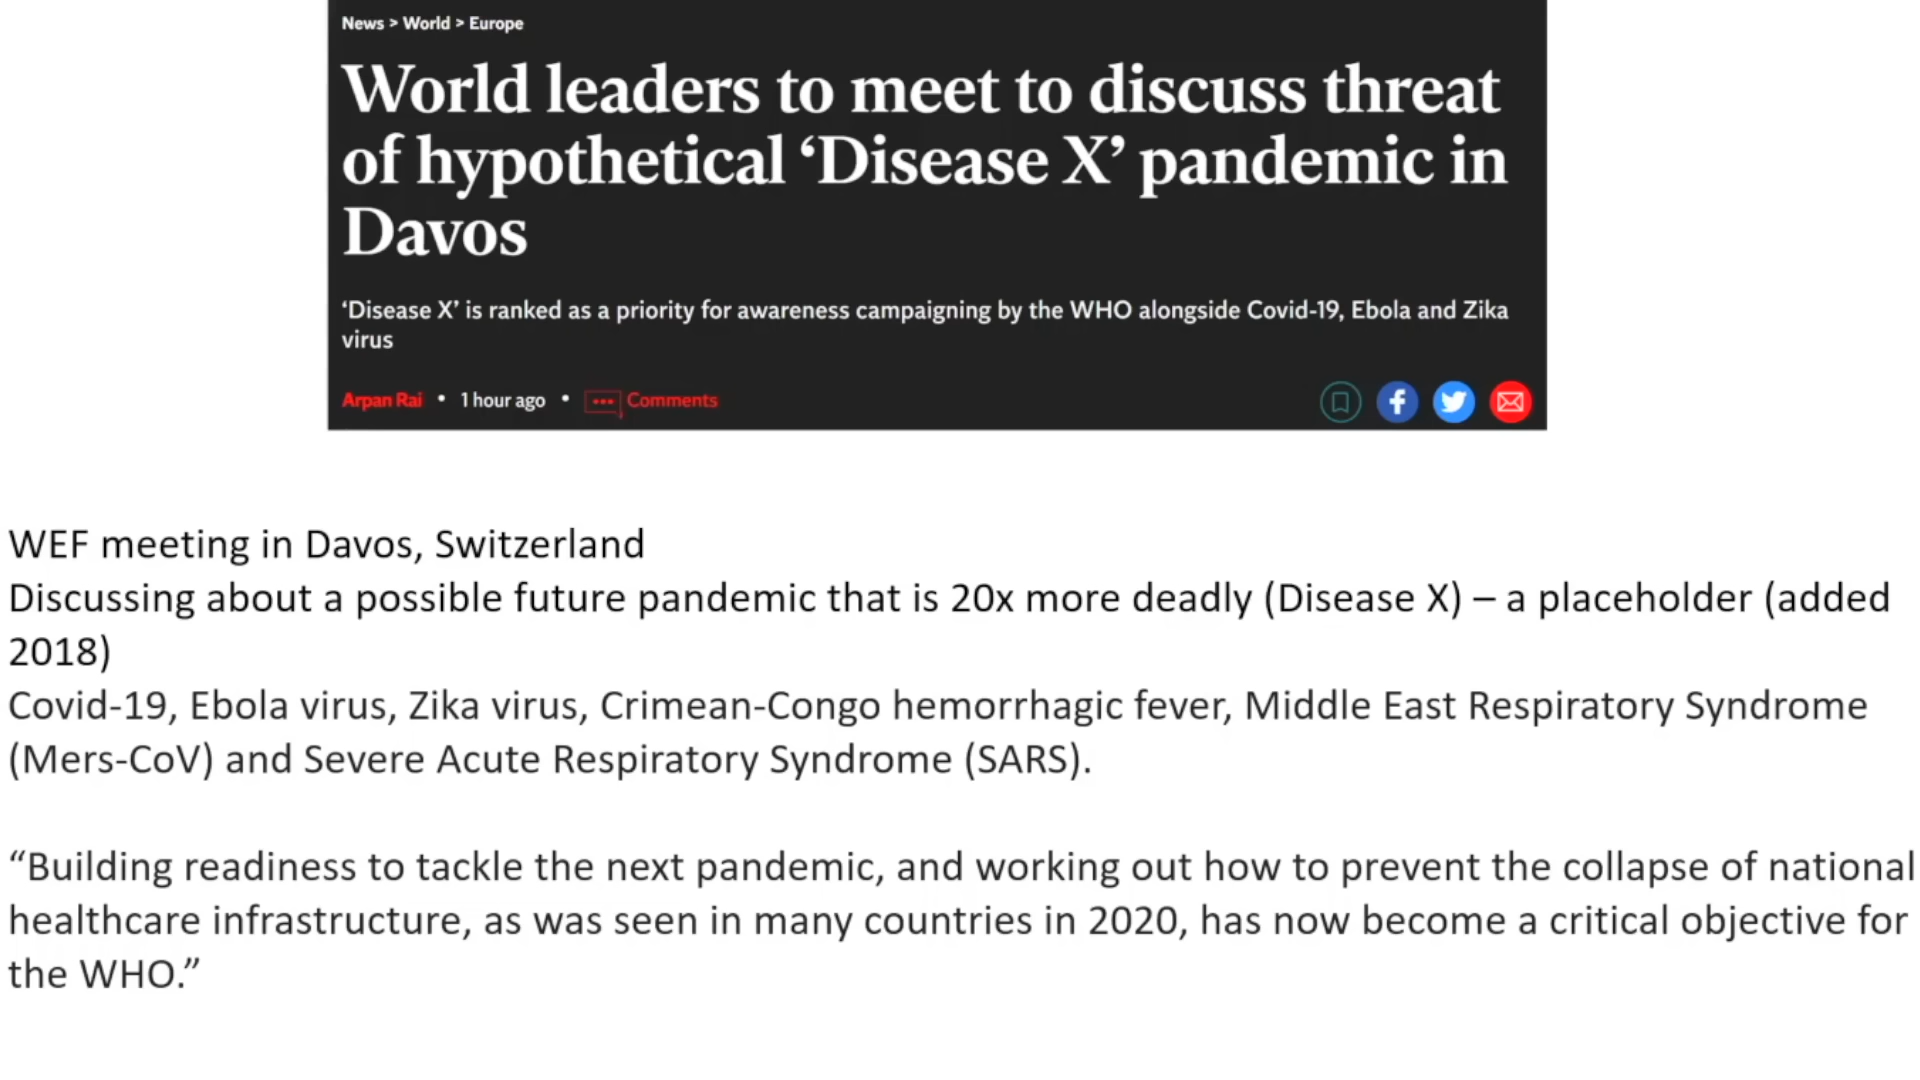 News > World > Europe
World leaders to meet to discuss threat
of hypothetical ‘Disease X’ pandemic in
Davos
‘Disease X’ is ranked as a priority for awareness campaigning by the WHO alongside Covid-19, Ebola and Zika
virus
Arpan Rai • 1 hour ago • Comments
WEF meeting in Davos, Switzerland
Discussing about a possible future pandemic that is 20x more deadly (Disease X) – a placeholder (added
2018)
Covid-19, Ebola virus, Zika virus, Crimean-Congo hemorrhagic fever, Middle East Respiratory Syndrome
(Mers-CoV) and Severe Acute Respiratory Syndrome (SARS).
“Building readiness to tackle the next pandemic, and working out how to prevent the collapse of national
healthcare infrastructure, as was seen in many countries in 2020, has now become a critical objective for
the WHO.”